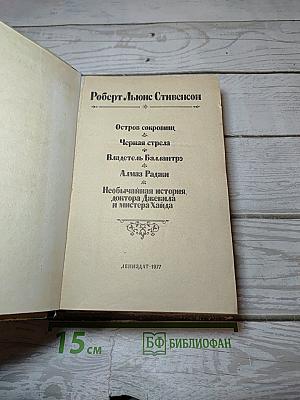 Роберт Льюис Стивенсон
Остров сокровищ
Черная стрела
Владетель Баллантрэ
Алмаз Раджи
Необычайная история
доктора Джекила
и мистера Хайда
ЛЕНИЗДАТ·1977
15 см
БФ БИБЛИОФАН